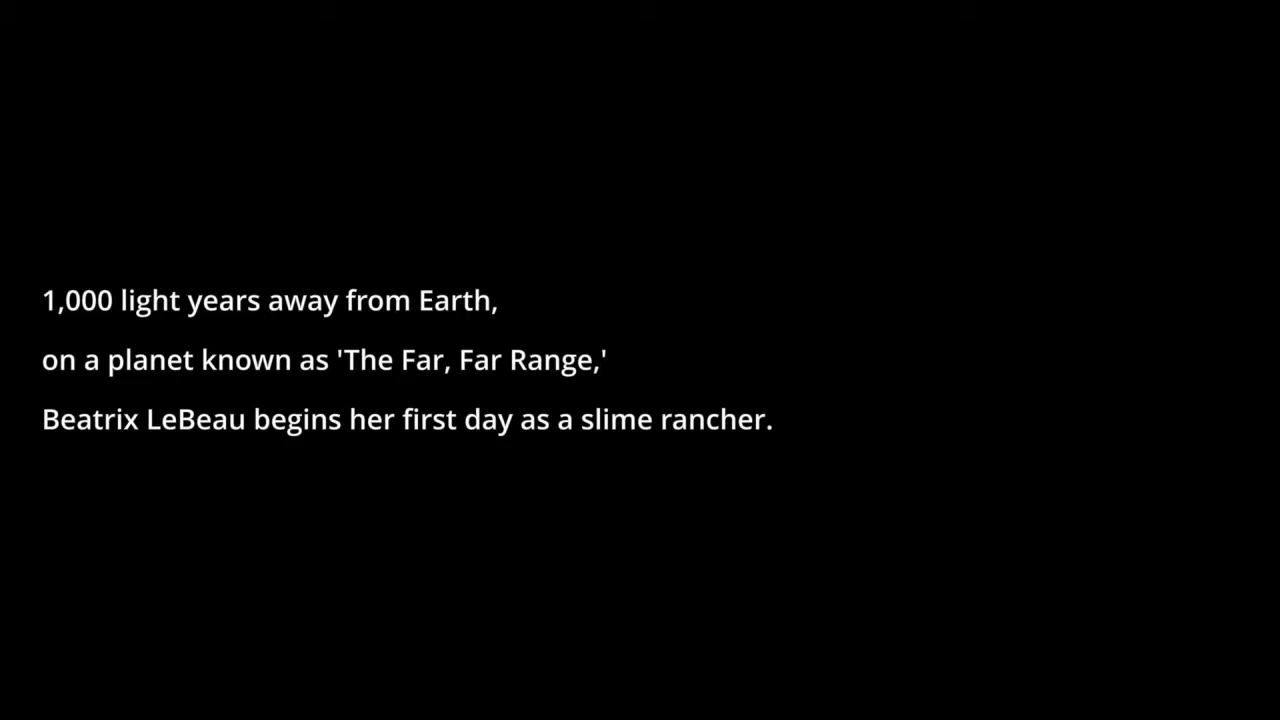 1,000 light years away from Earth,
on a planet known as 'The Far, Far Range,'
Beatrix LeBeau begins her first day as a slime rancher.